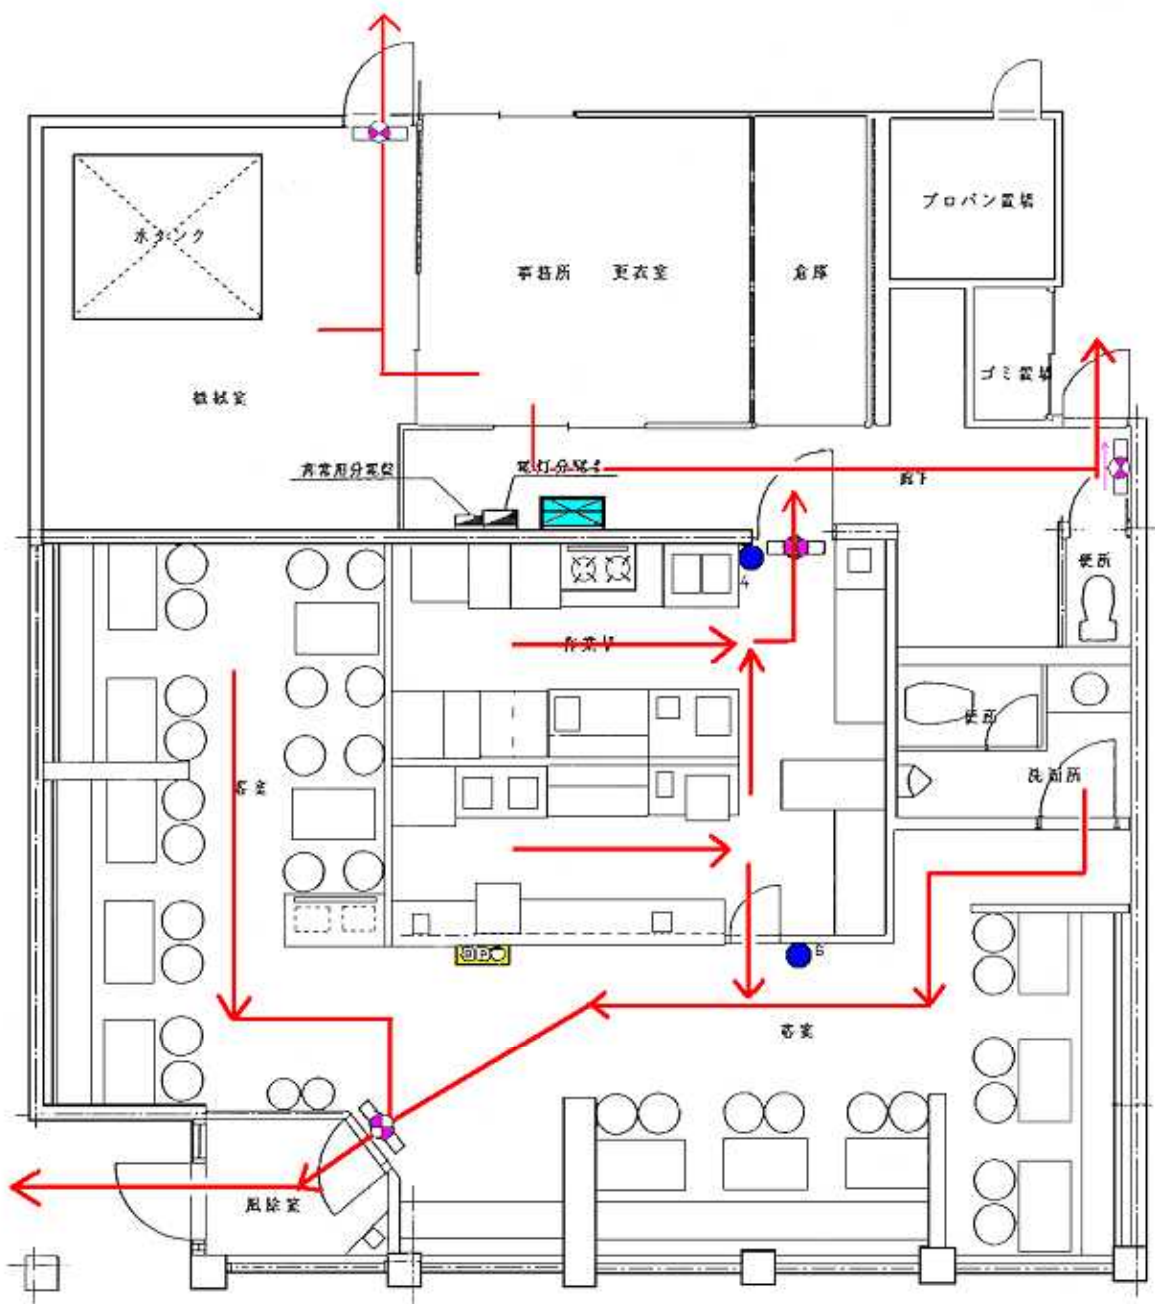 プロパン置場
水タンク
事務所
更衣室
倉庫
ゴミ置場
機械室
非常用分電盤
電灯分電盤
廊下
便所
4
作業場
便所
洗面所
客室
B P
6
客室
風除室